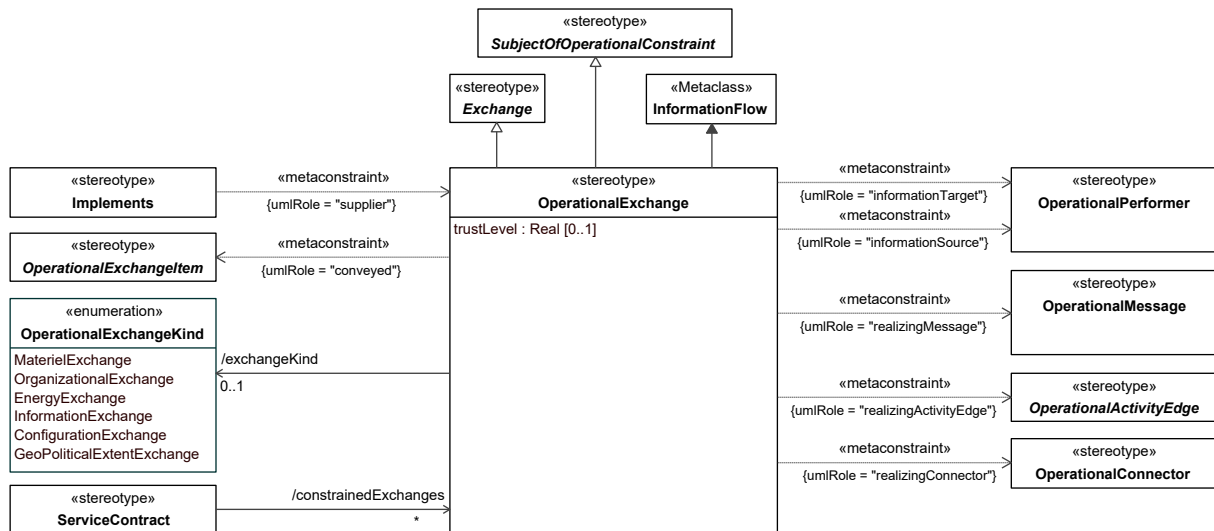 «stereotype»
SubjectOfOperationalConstraint
«stereotype»
Exchange
«Metaclass»
InformationFlow
«stereotype»
Implements
«metaconstraint»
{umlRole = "supplier"}
«stereotype»
OperationalExchangeItem
«metaconstraint»
{umlRole = "conveyed"}
«enumeration»
OperationalExchangeKind
MaterielExchange
OrganizationalExchange
EnergyExchange
InformationExchange
ConfigurationExchange
GeoPoliticalExtentExchange
/exchangeKind
0..1
«stereotype»
ServiceContract
/constrainedExchanges
*
«stereotype»
OperationalExchange
trustLevel : Real [0..1]
«metaconstraint»
{umlRole = "informationTarget"}
«metaconstraint»
{umlRole = "informationSource"}
«stereotype»
OperationalPerformer
«metaconstraint»
{umlRole = "realizingMessage"}
«stereotype»
OperationalMessage
«metaconstraint»
{umlRole = "realizingActivityEdge"}
«stereotype»
OperationalActivityEdge
«metaconstraint»
{umlRole = "realizingConnector"}
«stereotype»
OperationalConnector